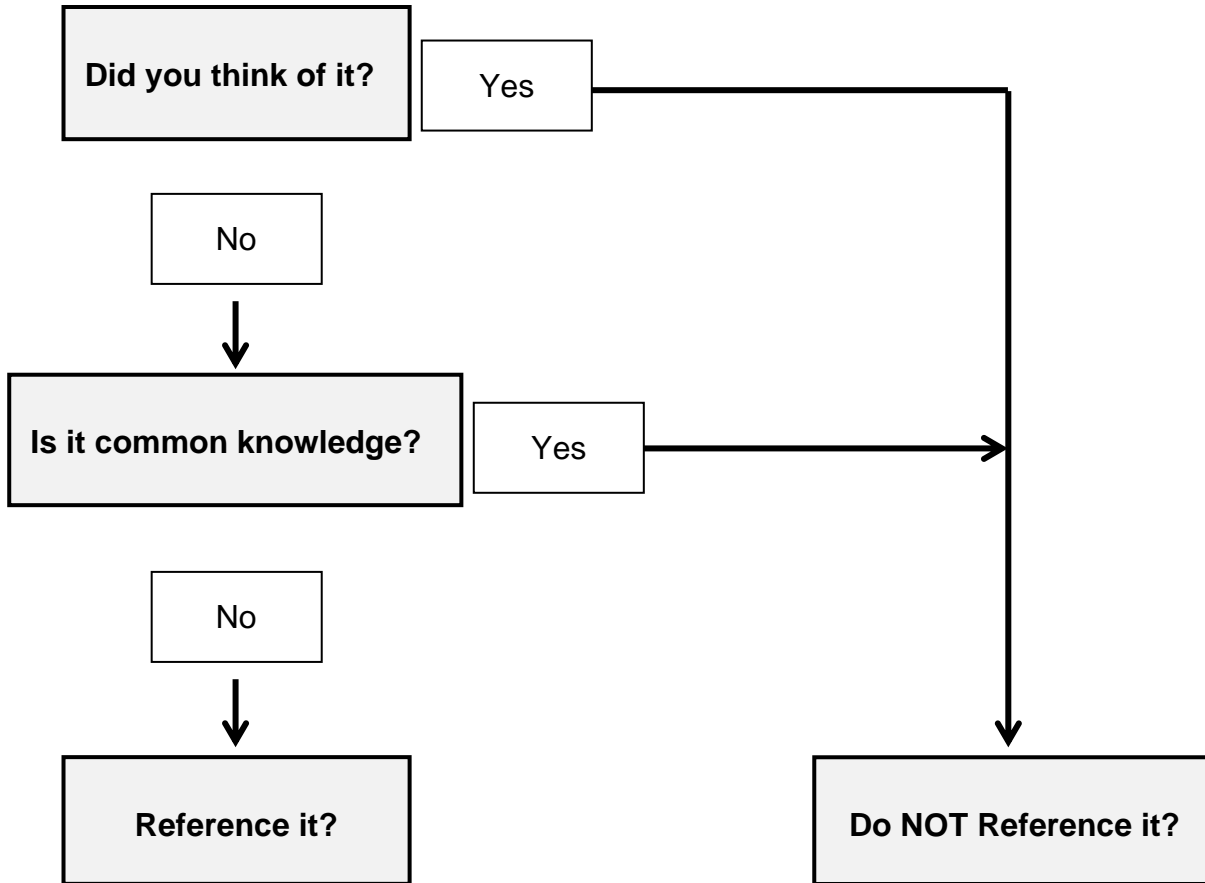 Did you think of it?
Yes
No
Is it common knowledge?
Yes
No
Reference it?
Do NOT Reference it?